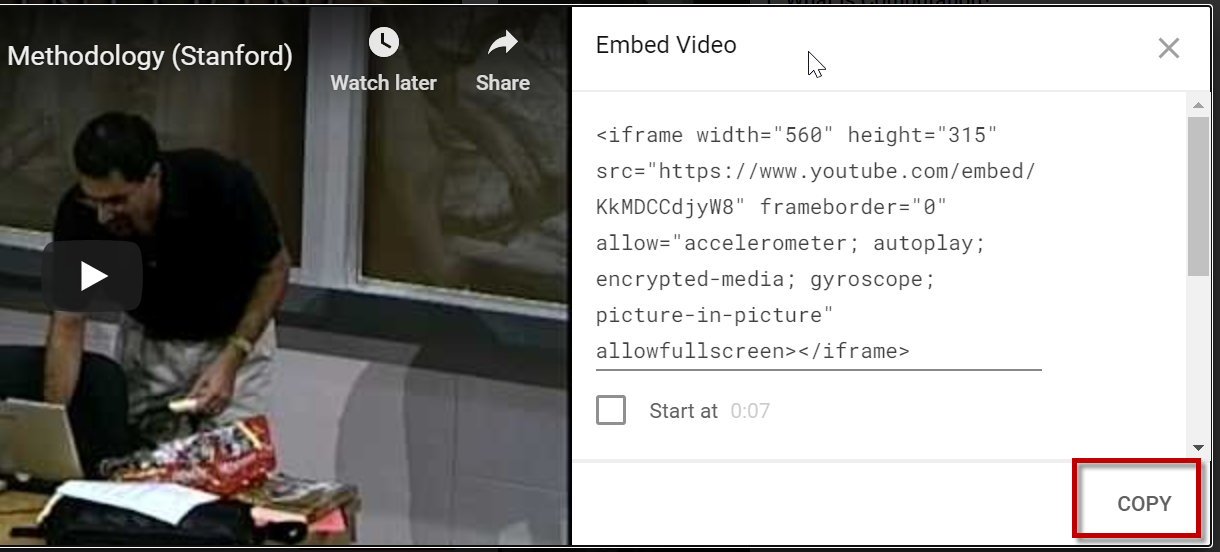 Methodology (Stanford)
Watch later
Share
Embed Video
<iframe width="560" height="315"
src="https://www.youtube.com/embed/
KkMDCCdjyW8" frameborder="0"
allow="accelerometer; autoplay;
encrypted-media; gyroscope;
picture-in-picture"
allowfullscreen></iframe>
Start at 0:07
COPY